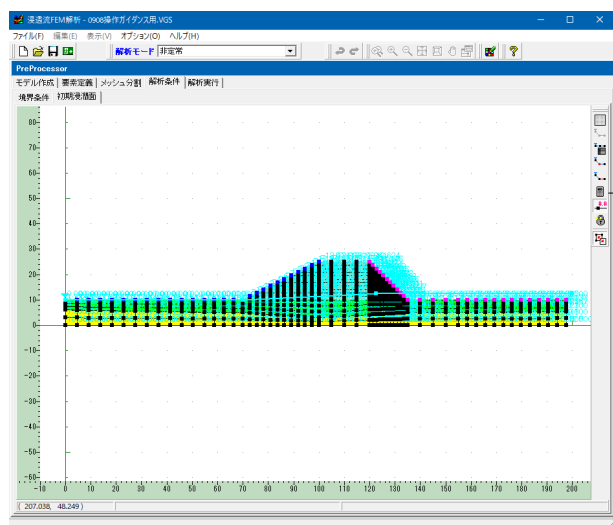 浸透流FEM解析 - 0908操作ガイダンス用.VGS
ファイル(F) 編集(E) 表示(V) オプション(O) ヘルプ(H)
解析モード 非定常
PreProcessor
モデル作成 要素定義 メッシュ分割 解析条件 解析実行
境界条件 初期浸潤面
80
70
60
50
40
30
20
10
0
-10
-20
-30
-40
-50
-60
-10 0 10 20 30 40 50 60 70 80 90 100 110 120 130 140 150 160 170 180 190 200
( 207.038, 48.249 )